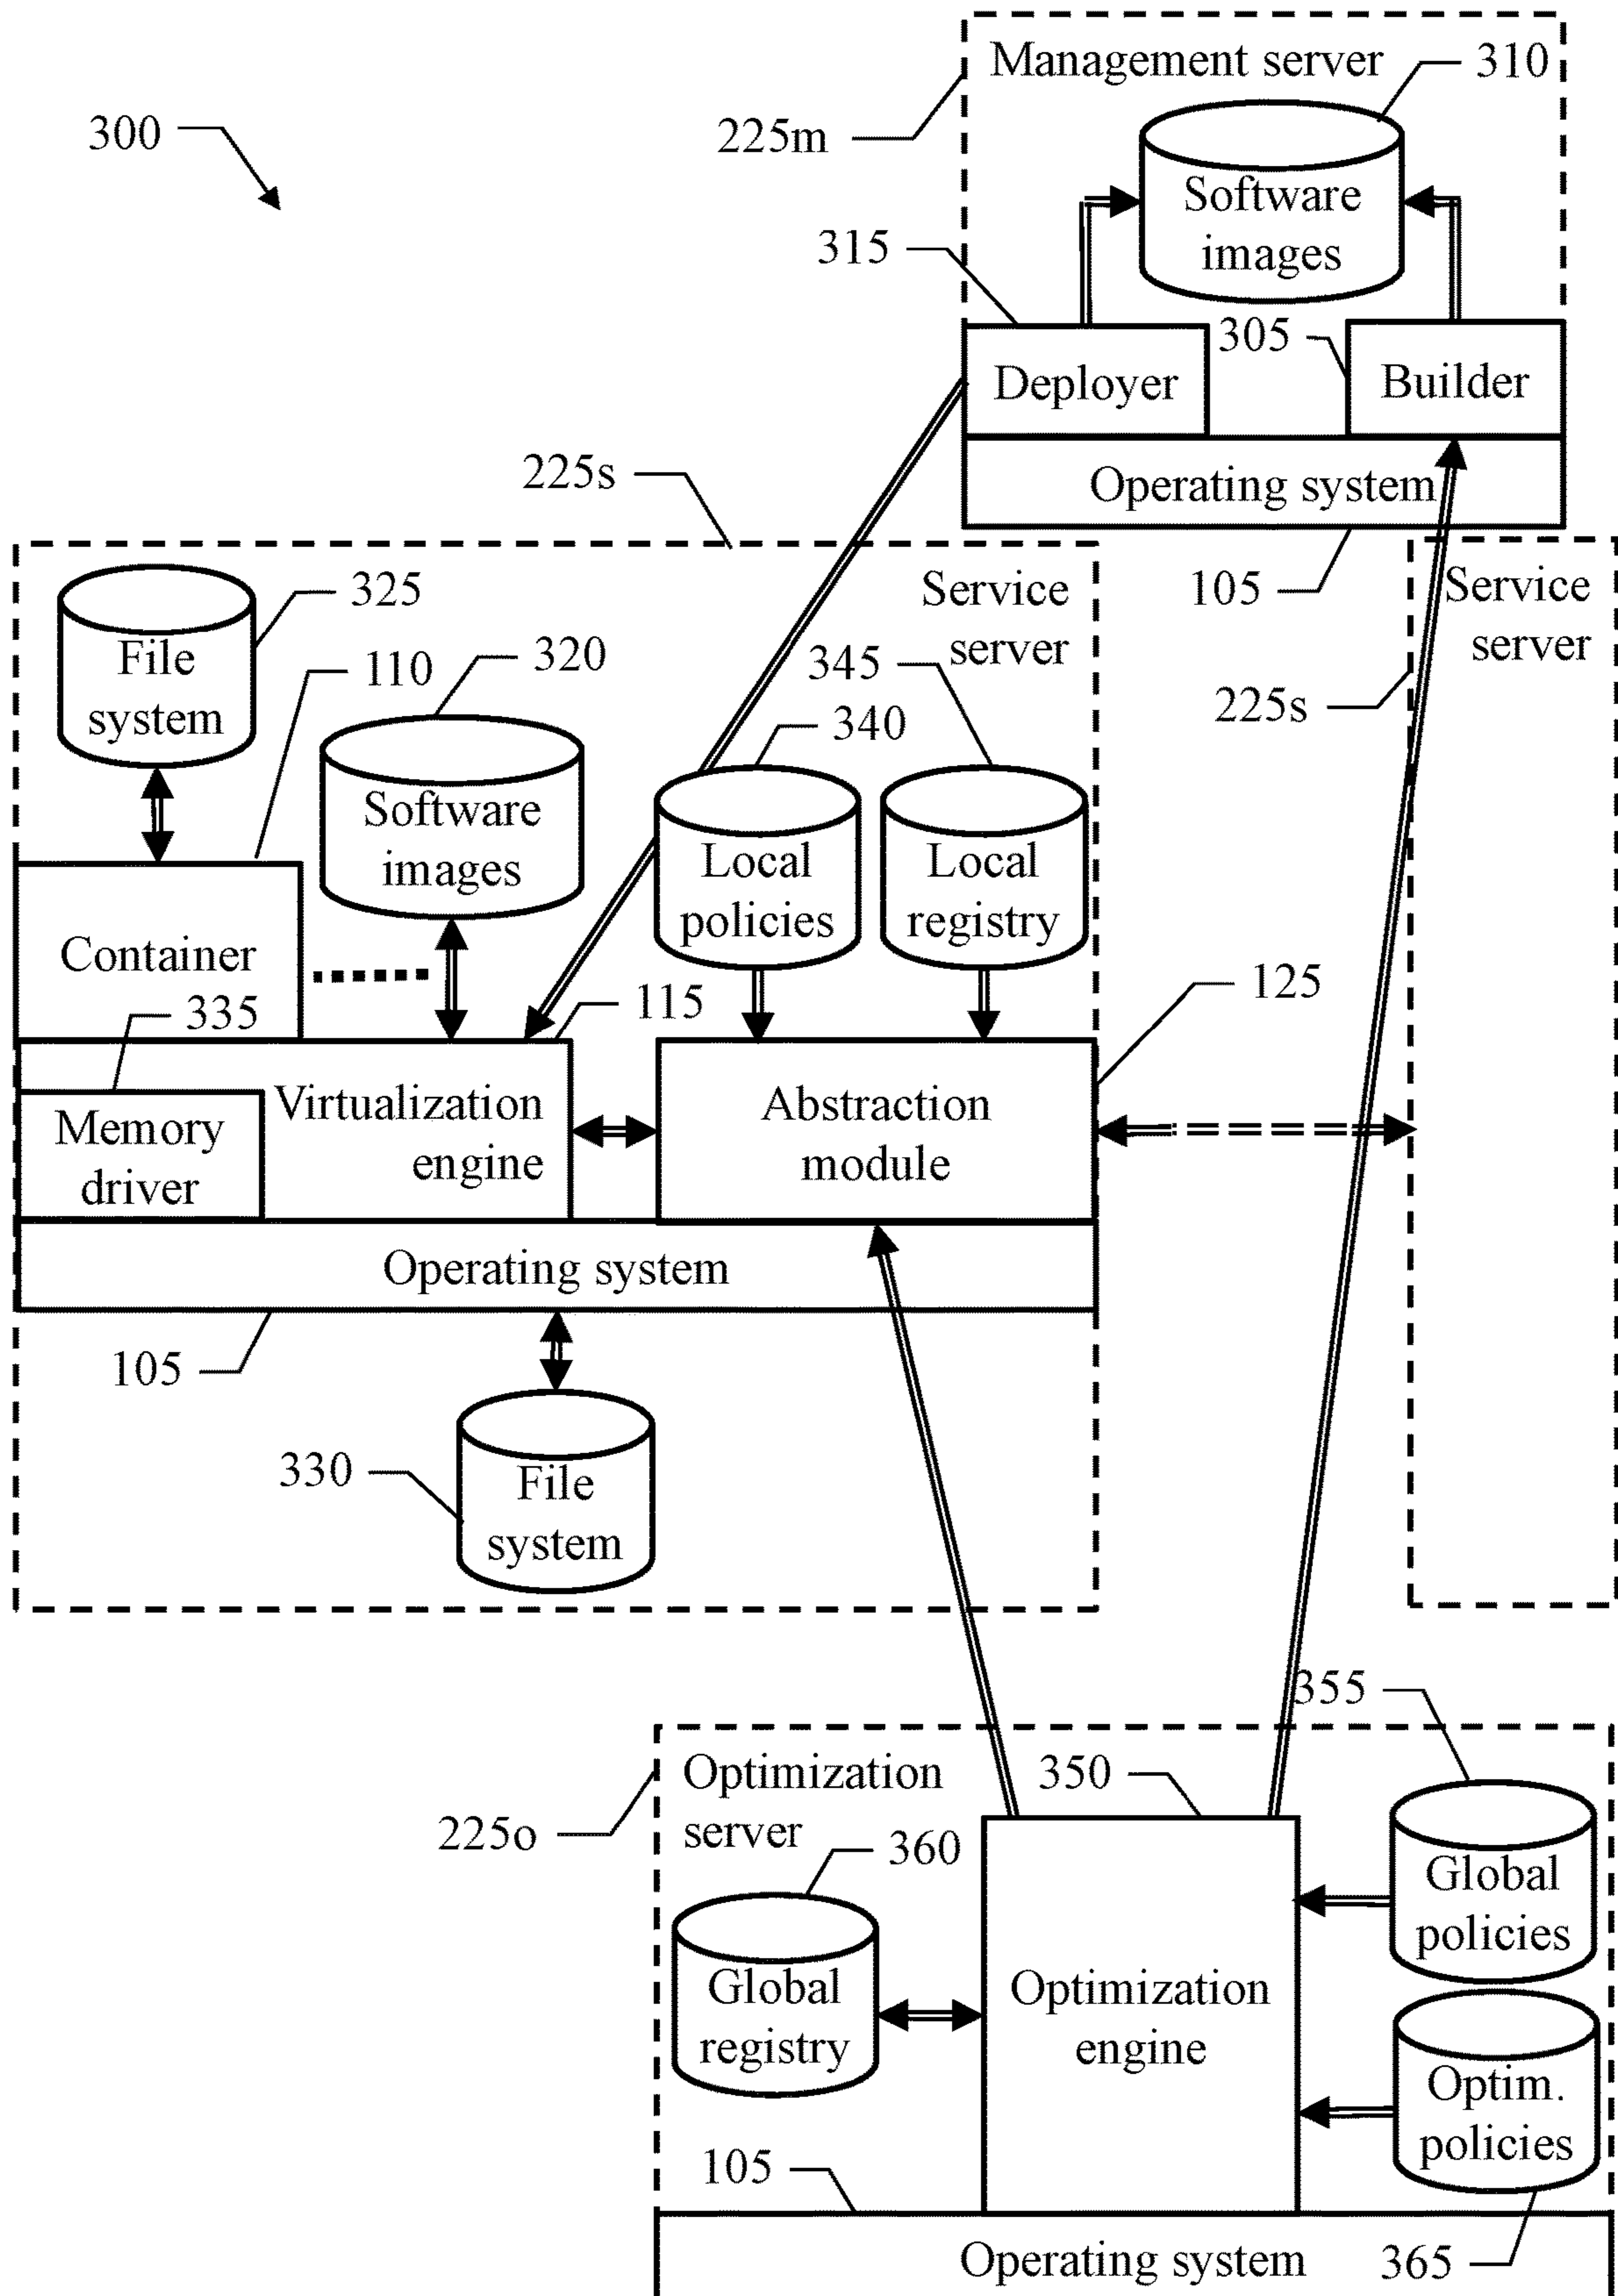 Management server
310
300
225m
Software
images
315
305
Deployer
Builder
225s
Operating system
105
Service
server
Service
server
225s
325
File
system
110
320
345
340
Software
images
Local
policies
Local
registry
Container
335
115
125
Virtualization
engine
Abstraction
module
Memory
driver
Operating system
105
330
File
system
355
Optimization
server
350
225o
360
Global
policies
Global
registry
Optimization
engine
Optim.
policies
105
Operating system
365